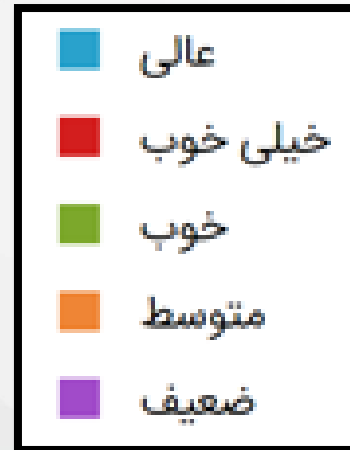 عالی
خیلی خوب
خوب
متوسط
ضعیف